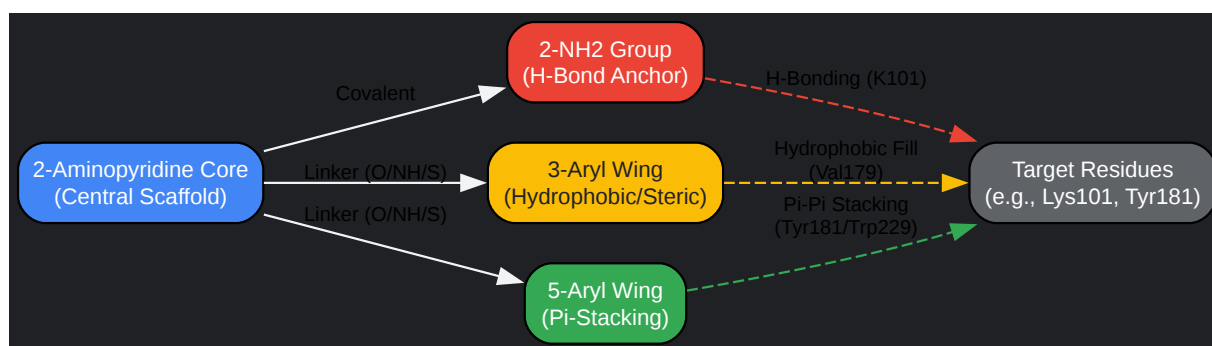 2-Aminopyridine Core
(Central Scaffold)
Covalent
Linker (O/NH/S)
Linker (O/NH/S)
2-NH2 Group
(H-Bond Anchor)
3-Aryl Wing
(Hydrophobic/Steric)
5-Aryl Wing
(Pi-Stacking)
H-Bonding (K101)
Hydrophobic Fill
(Val179)
Pi-Pi Stacking
(Tyr181/Trp229)
Target Residues
(e.g., Lys101, Tyr181)